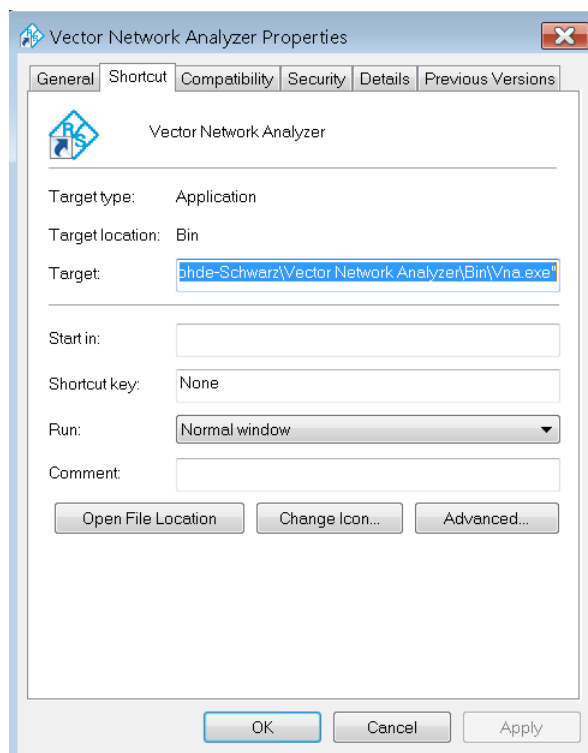 Vector Network Analyzer Properties
General Shortcut Compatibility Security Details Previous Versions
R S
Vector Network Analyzer
Target type: Application
Target location: Bin
Target: ohde-Schwarz\Vector Network Analyzer\Bin\Vna.exe"
Start in:
Shortcut key: None
Run: Normal window
Comment:
Open File Location Change Icon... Advanced...
OK Cancel Apply